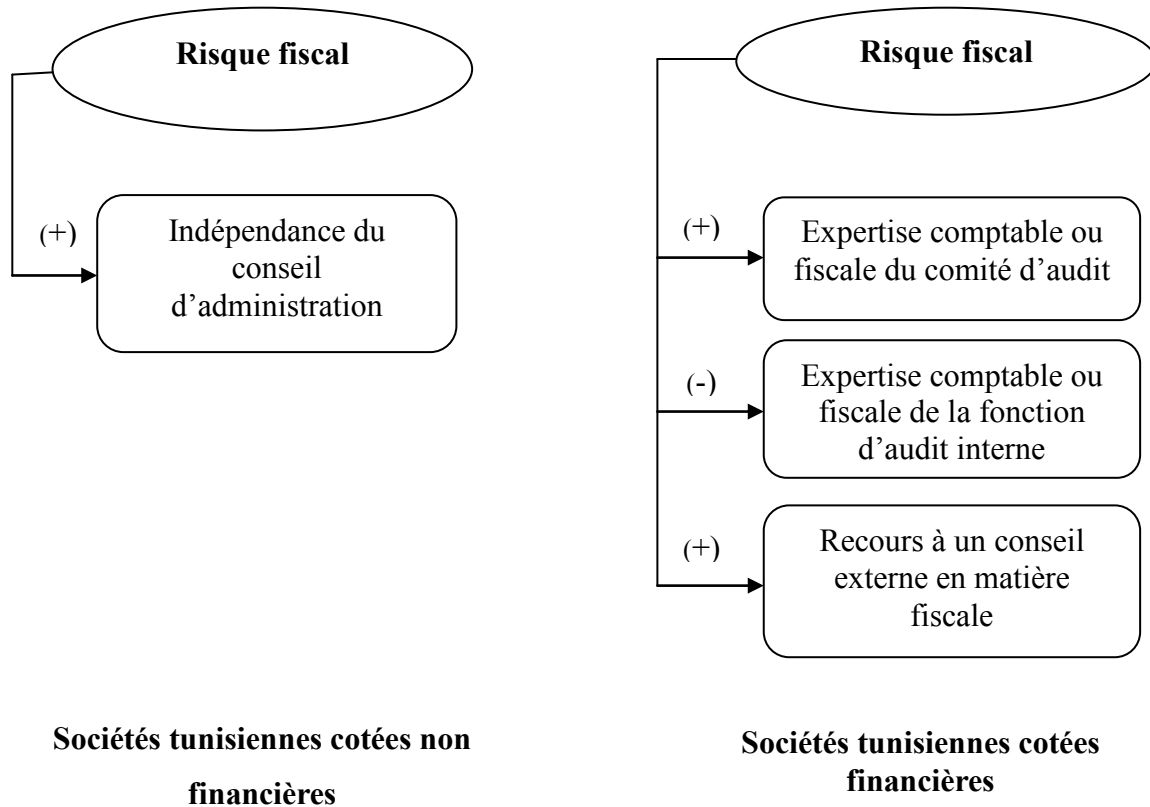 Risque fiscal
(+)
Indépendance du
conseil
d’administration
Sociétés tunisiennes cotées non
financières
Risque fiscal
(+)
Expertise comptable ou
fiscale du comité d’audit
(-)
Expertise comptable ou
fiscale de la fonction
d’audit interne
(+)
Recours à un conseil
externe en matière
fiscale
Sociétés tunisiennes cotées
financières